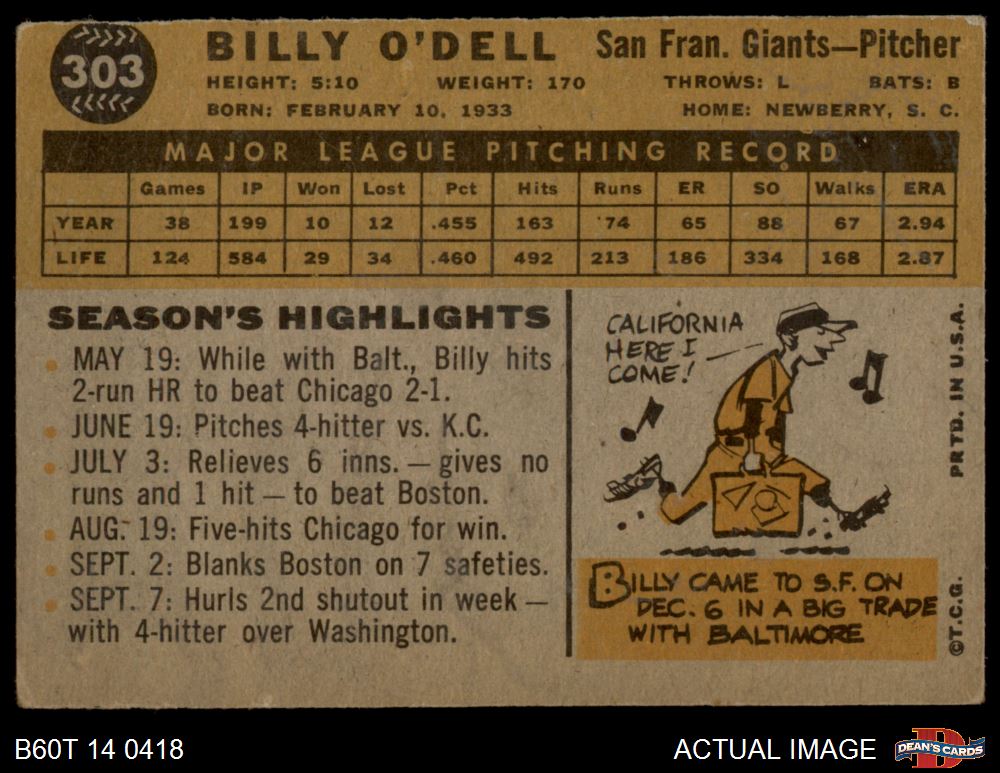 303
BILLY O'DELL San Fran. Giants—Pitcher
HEIGHT: 5:10 WEIGHT: 170 THROWS: L BATS: B
BORN: FEBRUARY 10, 1933 HOME: NEWBERRY, S. C.
MAJOR LEAGUE PITCHING RECORD
Games IP Won Lost Pct Hits Runs ER SO Walks ERA
YEAR 38 199 10 12 .455 163 74 65 88 67 2.94
LIFE 124 584 29 34 .460 492 213 186 334 168 2.87
SEASON'S HIGHLIGHTS
MAY 19: While with Balt., Billy hits
2-run HR to beat Chicago 2-1.
JUNE 19: Pitches 4-hitter vs. K.C.
JULY 3: Relieves 6 inns. — gives no
runs and 1 hit — to beat Boston.
AUG. 19: Five-hits Chicago for win.
SEPT. 2: Blanks Boston on 7 safeties.
SEPT. 7: Hurls 2nd shutout in week —
with 4-hitter over Washington.
CALIFORNIA
HERE I
COME!
BILLY CAME TO S.F. ON
DEC. 6 IN A BIG TRADE
WITH BALTIMORE
PRTD. IN U.S.A.
©T.C.G.
B60T 14 0418
ACTUAL IMAGE
D
DEAN'S CARDS